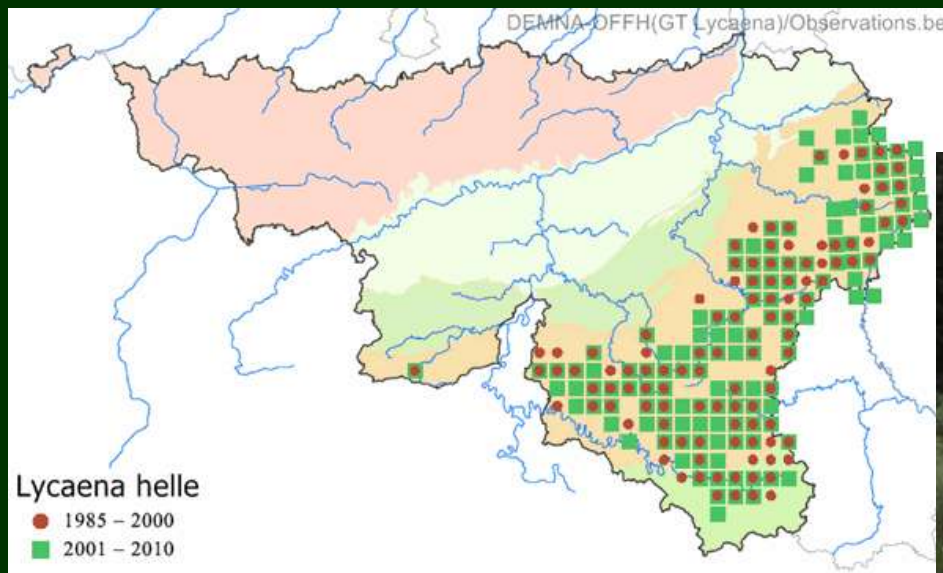 DEMNA-OFFH(GT Lycaena)/Observations.be
Lycaena helle
1985 – 2000
2001 – 2010